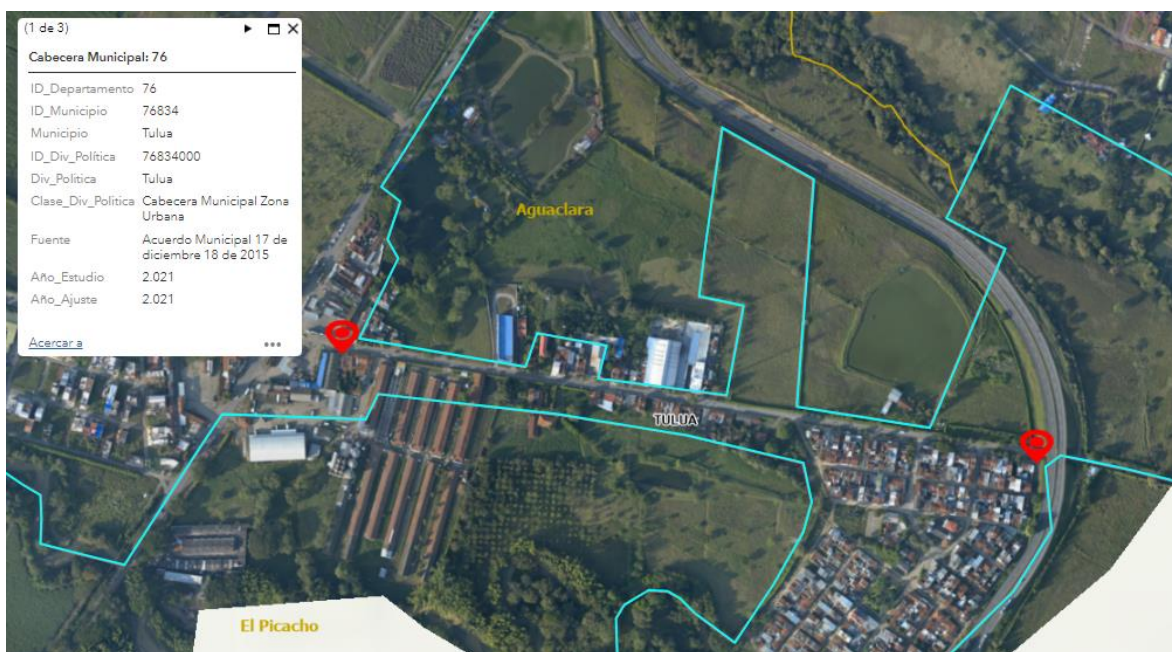 (1 de 3)
Cabecera Municipal: 76
ID_Departamento 76
ID_Municipio 76834
Municipio Tulua
ID_Div_Política 76834000
Div_Politica Tulua
Clase_Div_Politica Cabecera Municipal Zona
Urbana
Fuente Acuerdo Municipal 17 de
diciembre 18 de 2015
Año_Estudio 2.021
Año_Ajuste 2.021
Acercar a
Aguaclara
TULUA
El Picacho